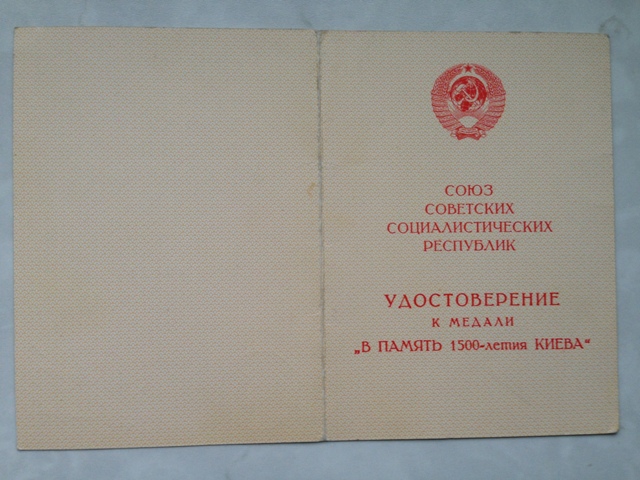 СОЮЗ
СОВЕТСКИХ
СОЦИАЛИСТИЧЕСКИХ
РЕСПУБЛИК
УДОСТОВЕРЕНИЕ
К МЕДАЛИ
„В ПАМЯТЬ 1500-летия КИЕВА“